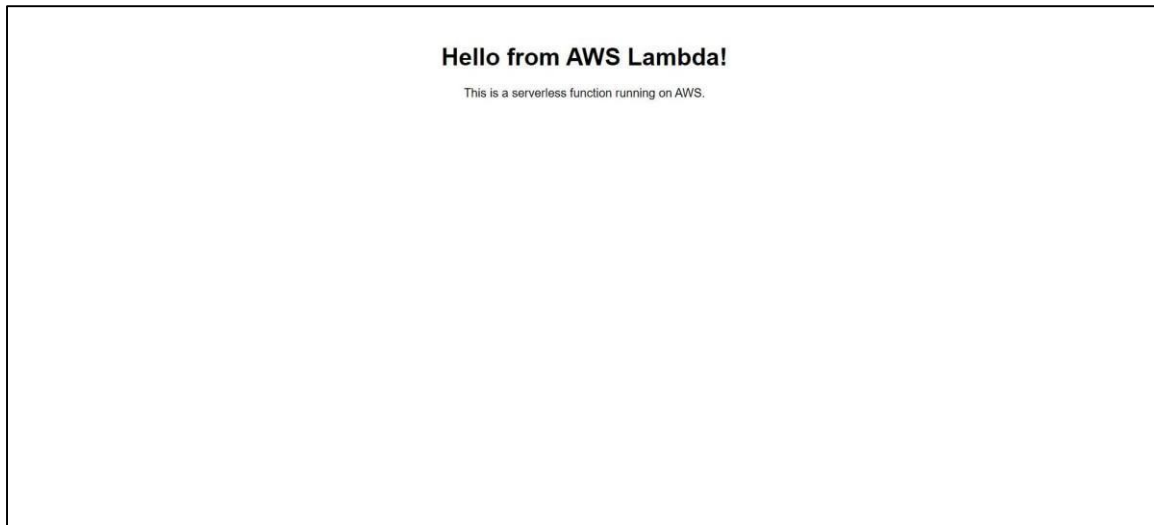 Hello from AWS Lambda!
This is a serverless function running on AWS.